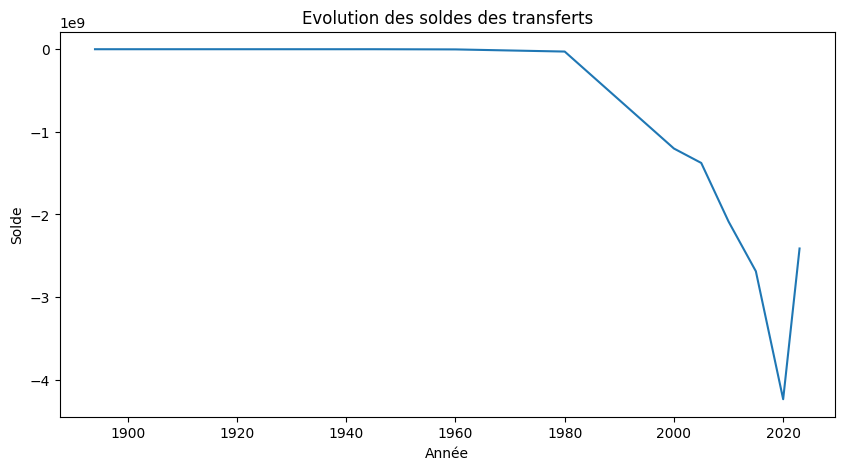 Evolution des soldes des transferts
1e9
0
−1
−2
−3
−4
Solde
1900 1920 1940 1960 1980 2000 2020
Année